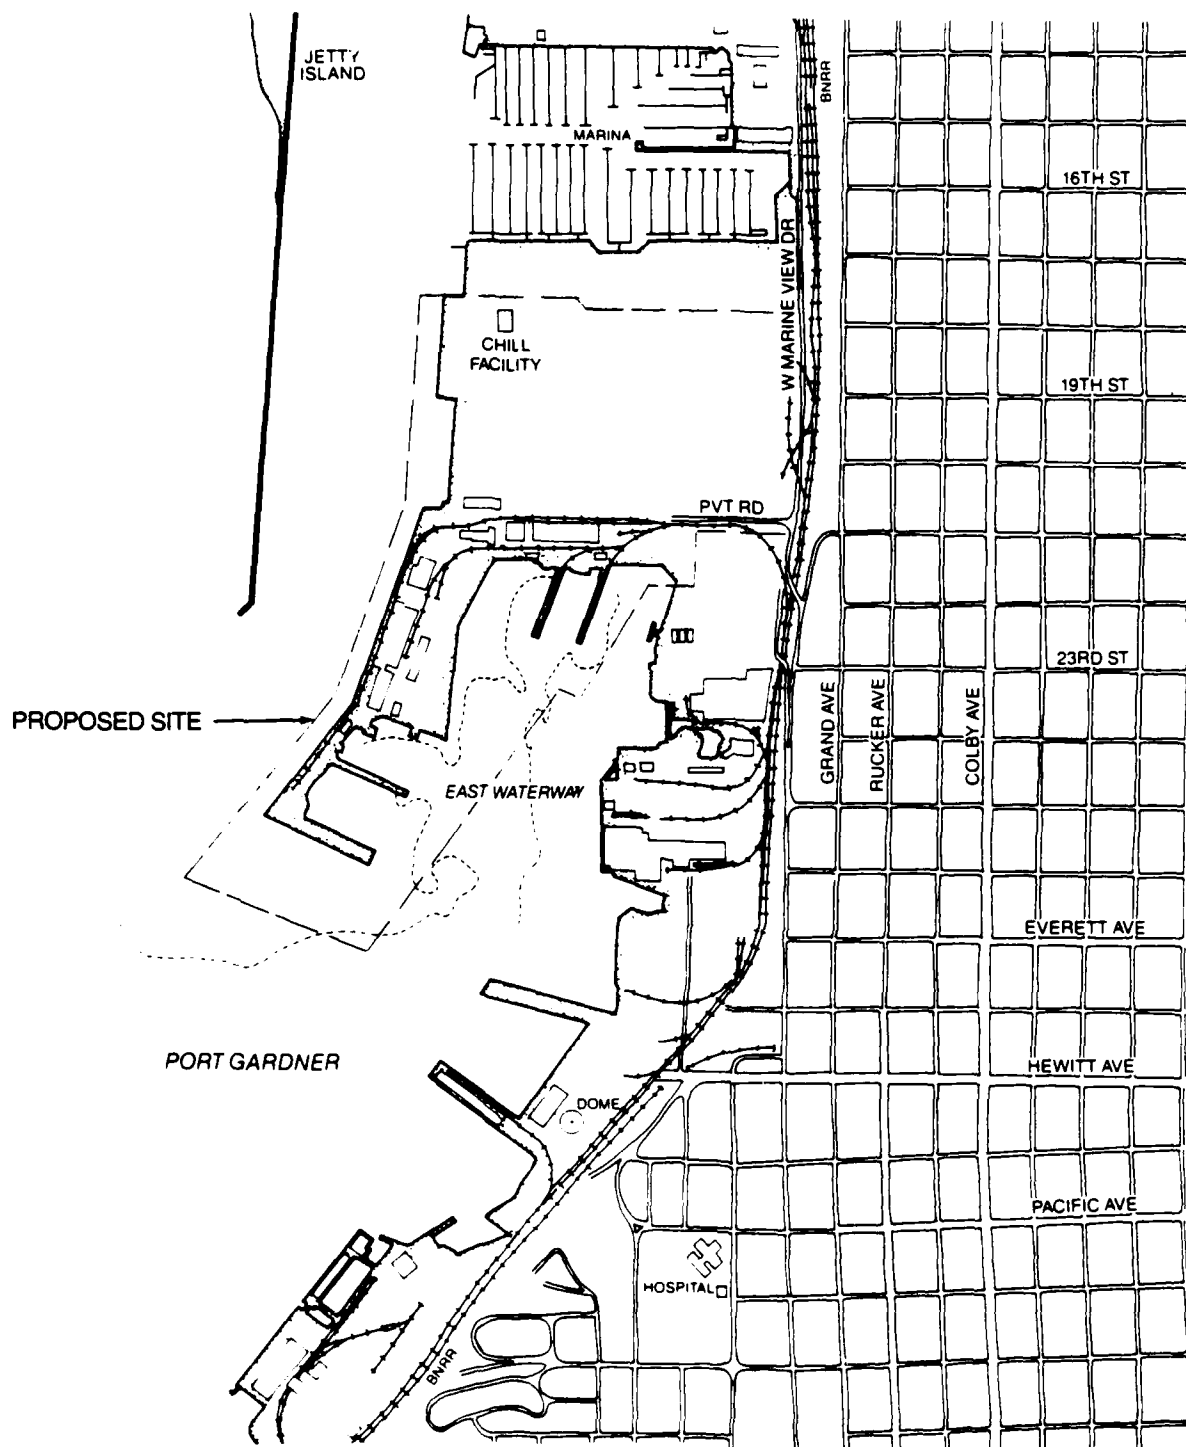 JETTY
ISLAND
BNRR
MARINA
16TH ST
W MARINE VIEW DR
CHILL
FACILITY
19TH ST
PVT RD
23RD ST
PROPOSED SITE
GRAND AVE
RUCKER AVE
COLBY AVE
EAST WATERWAY
EVERETT AVE
PORT GARDNER
HEWITT AVE
DOME
PACIFIC AVE
HOSPITAL
BNRR